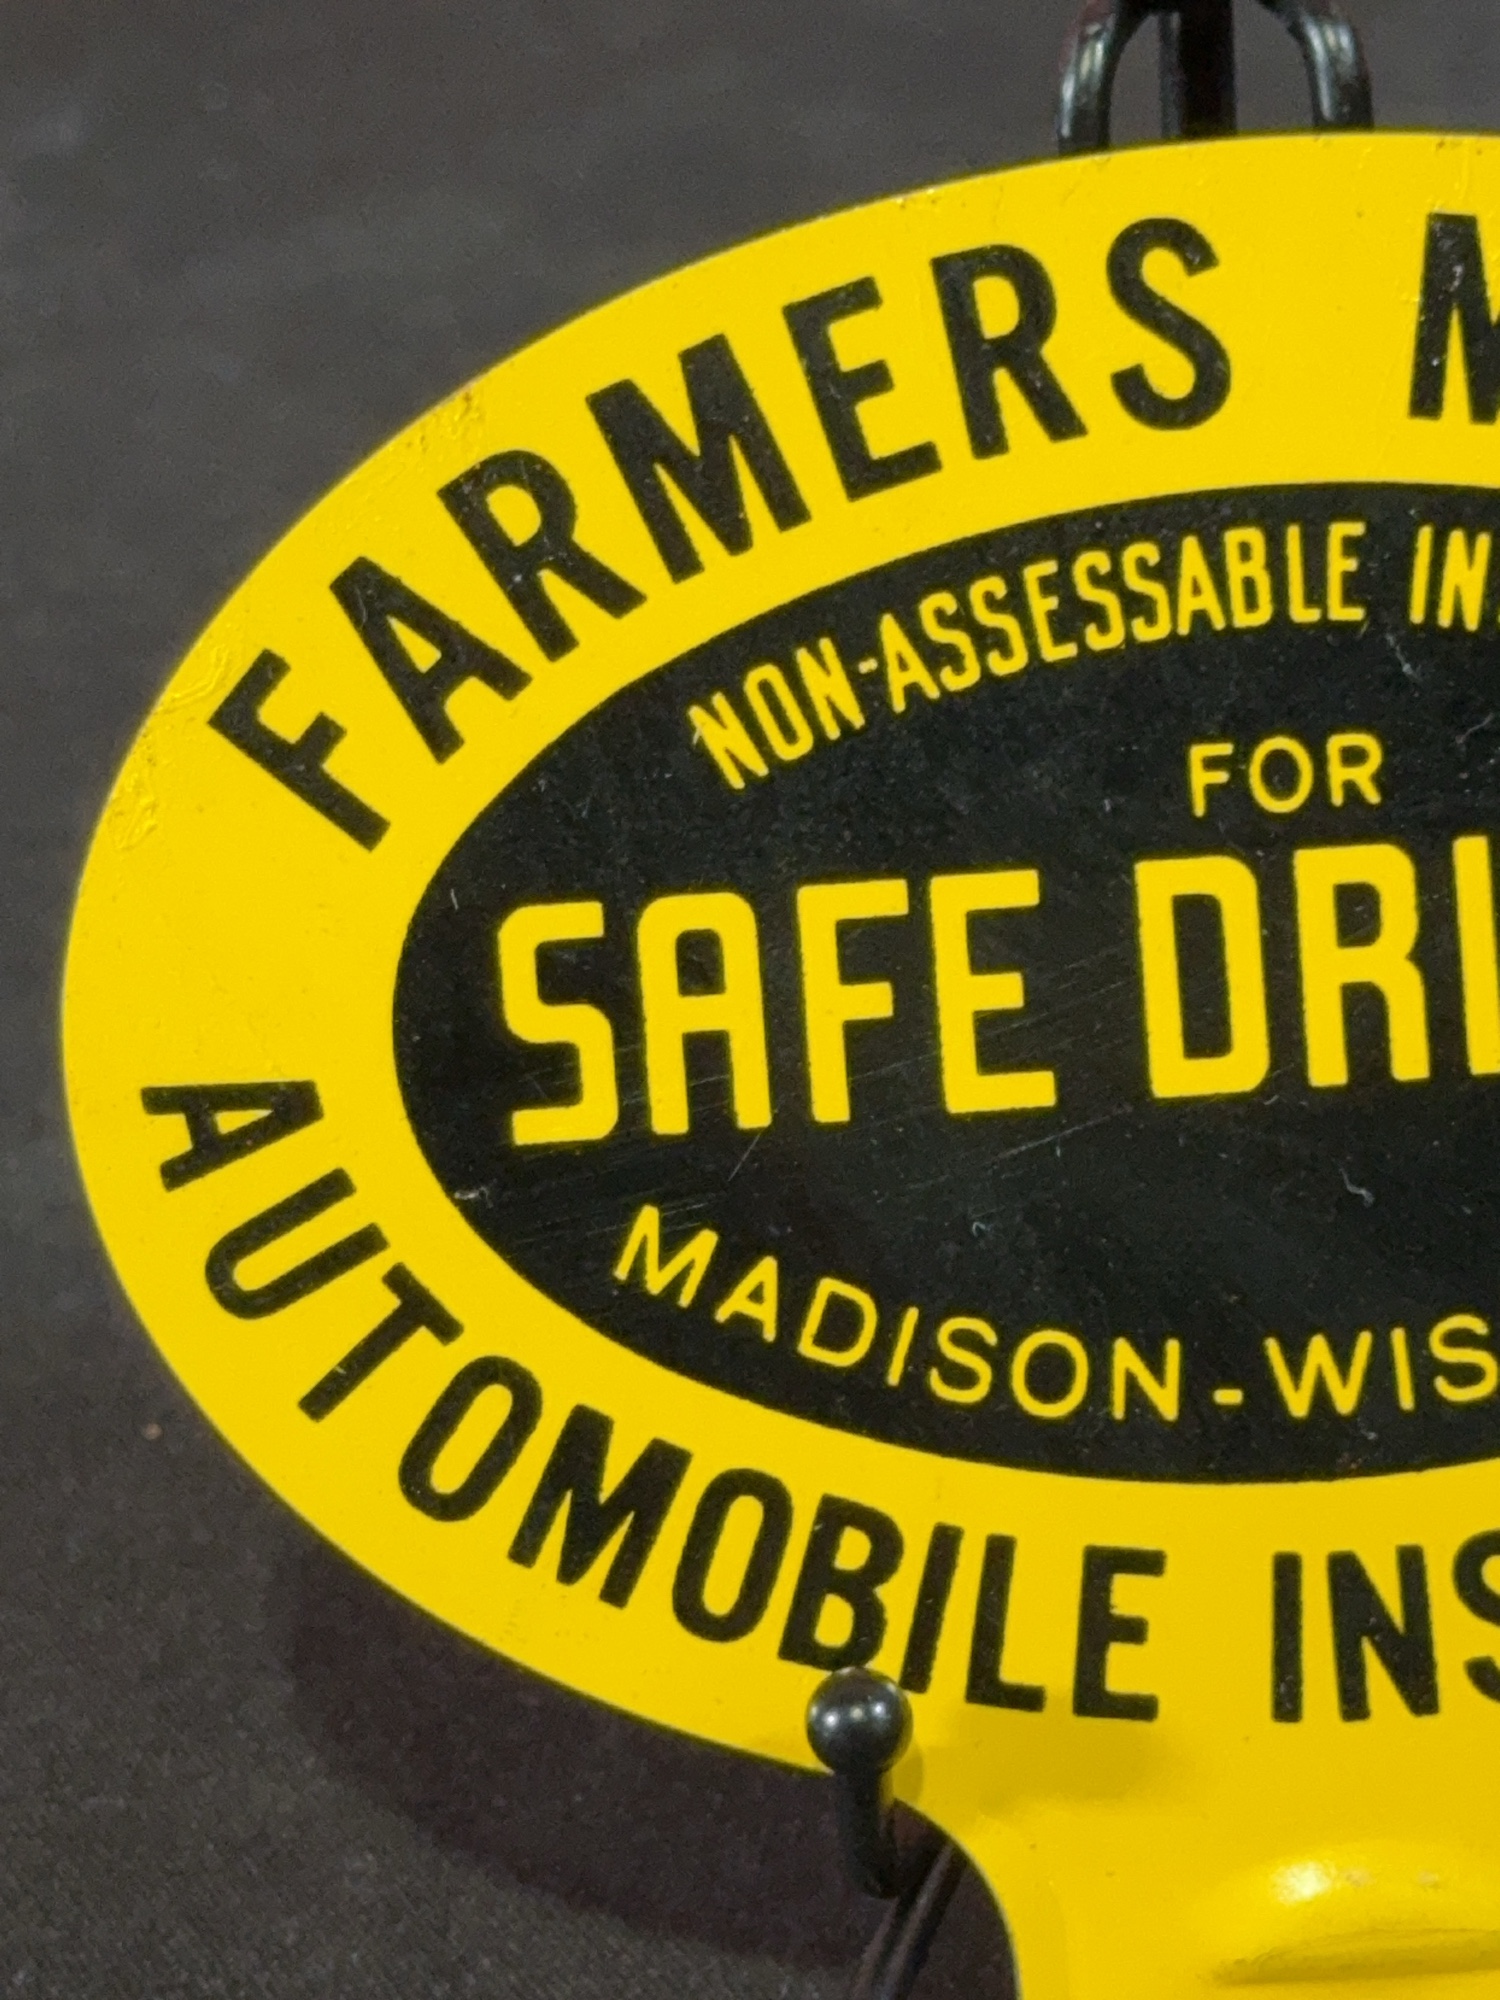 FARMERS M
NON-ASSESSABLE IN
FOR
SAFE DRI
MADISON-WIS
AUTOMOBILE INS